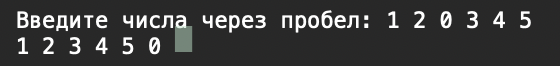 Введите числа через пробел: 1 2 0 3 4 5
1 2 3 4 5 0